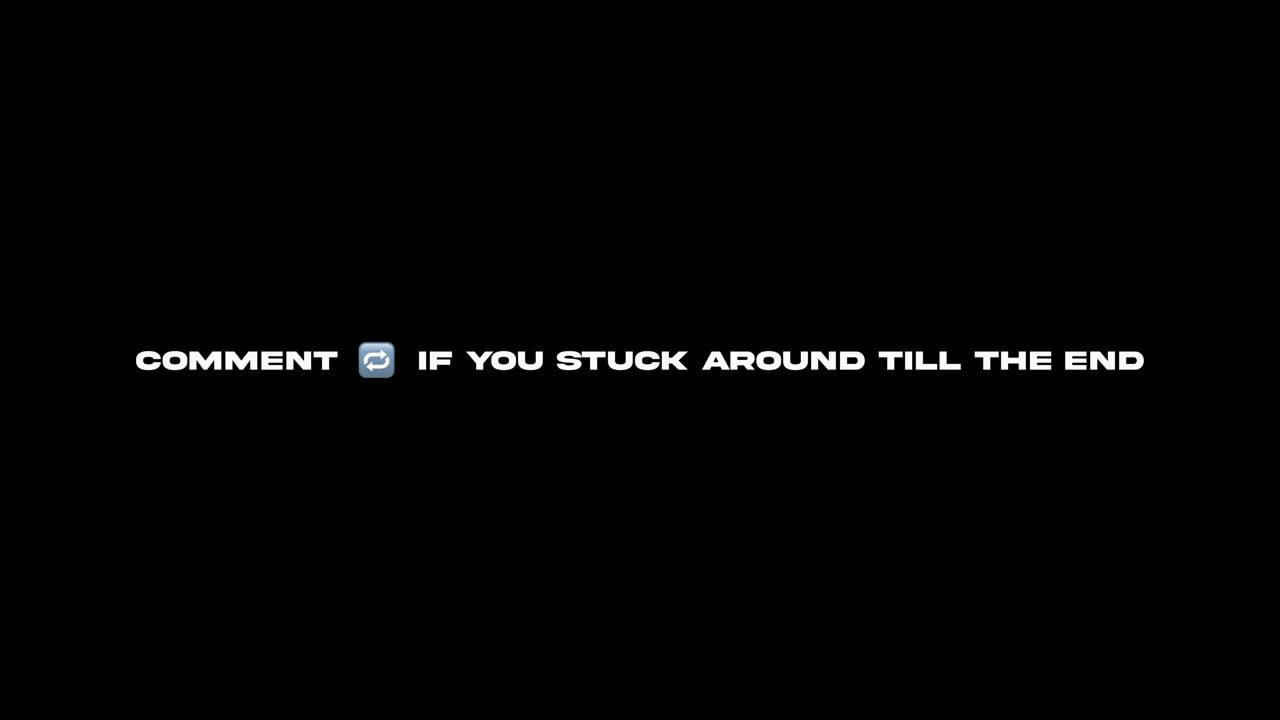 COMMENT 🔁 IF YOU STUCK AROUND TILL THE END